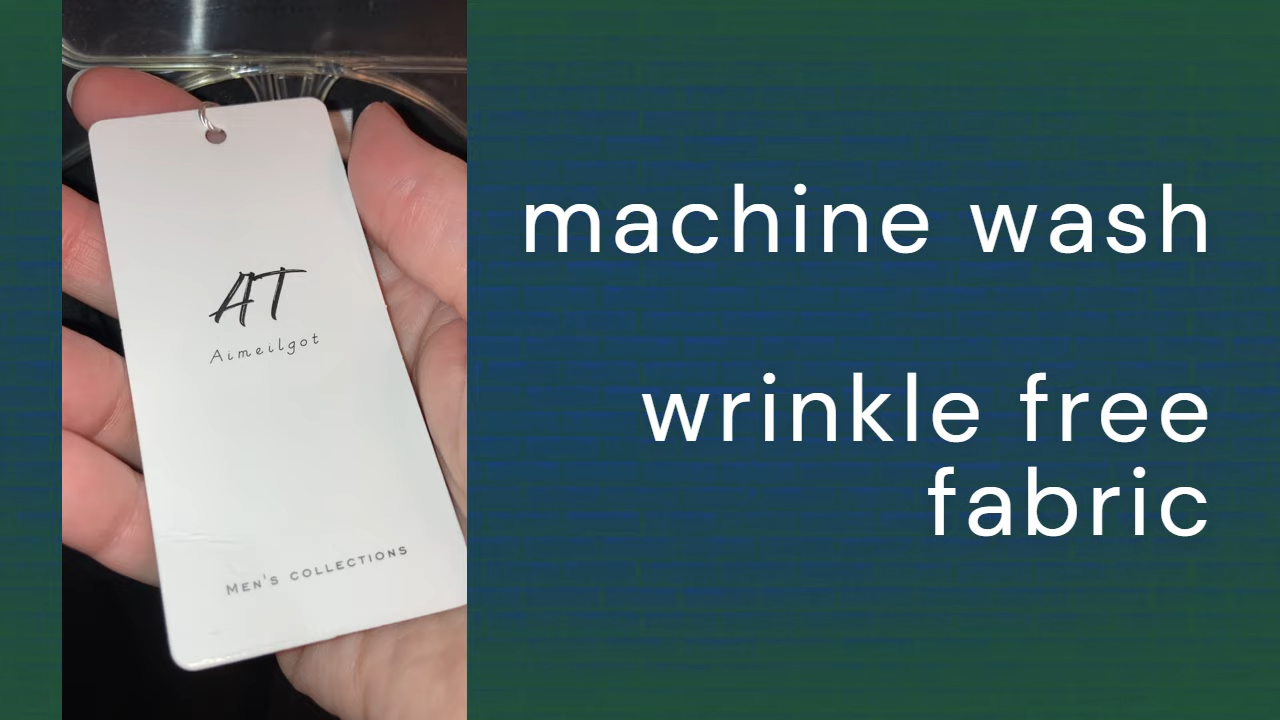 AT
Aimeilgot
MEN'S COLLECTIONS
machine wash
wrinkle free
fabric